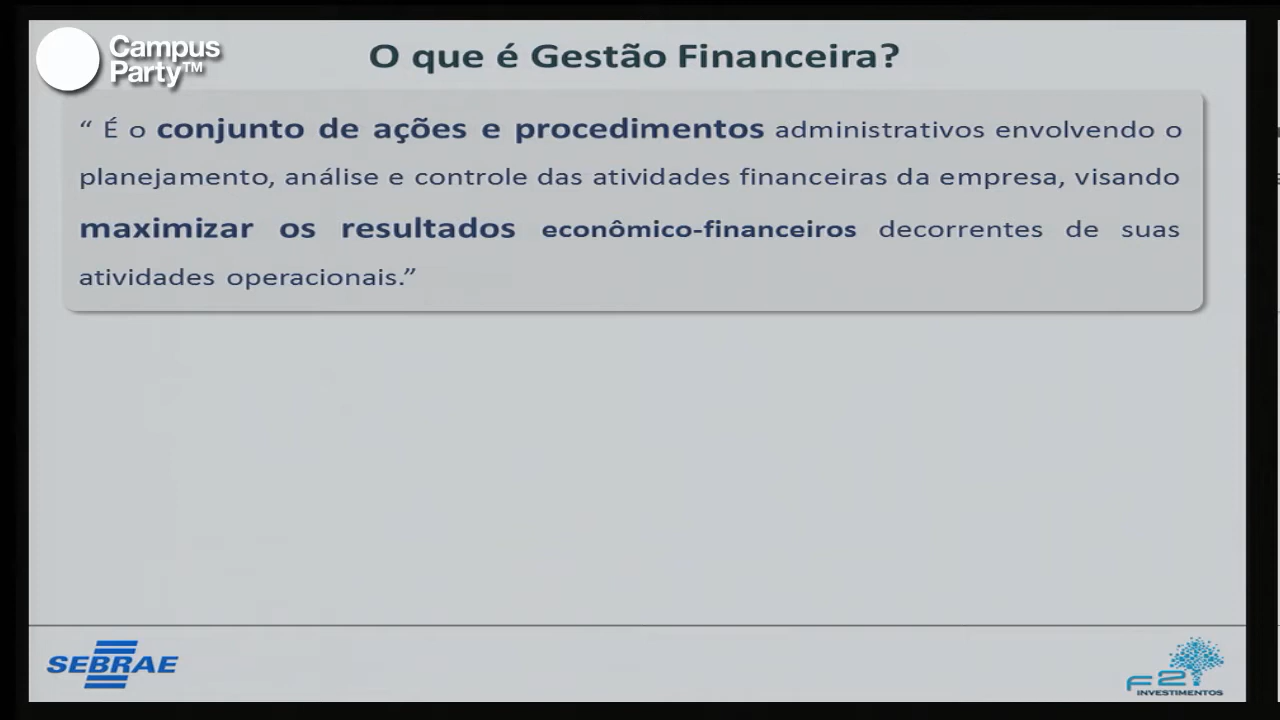 Campus
Party™
O que é Gestão Financeira?
“ É o conjunto de ações e procedimentos administrativos envolvendo o
planejamento, análise e controle das atividades financeiras da empresa, visando
maximizar os resultados econômico-financeiros decorrentes de suas
atividades operacionais.”
SEBRAE
F2i
INVESTIMENTOS